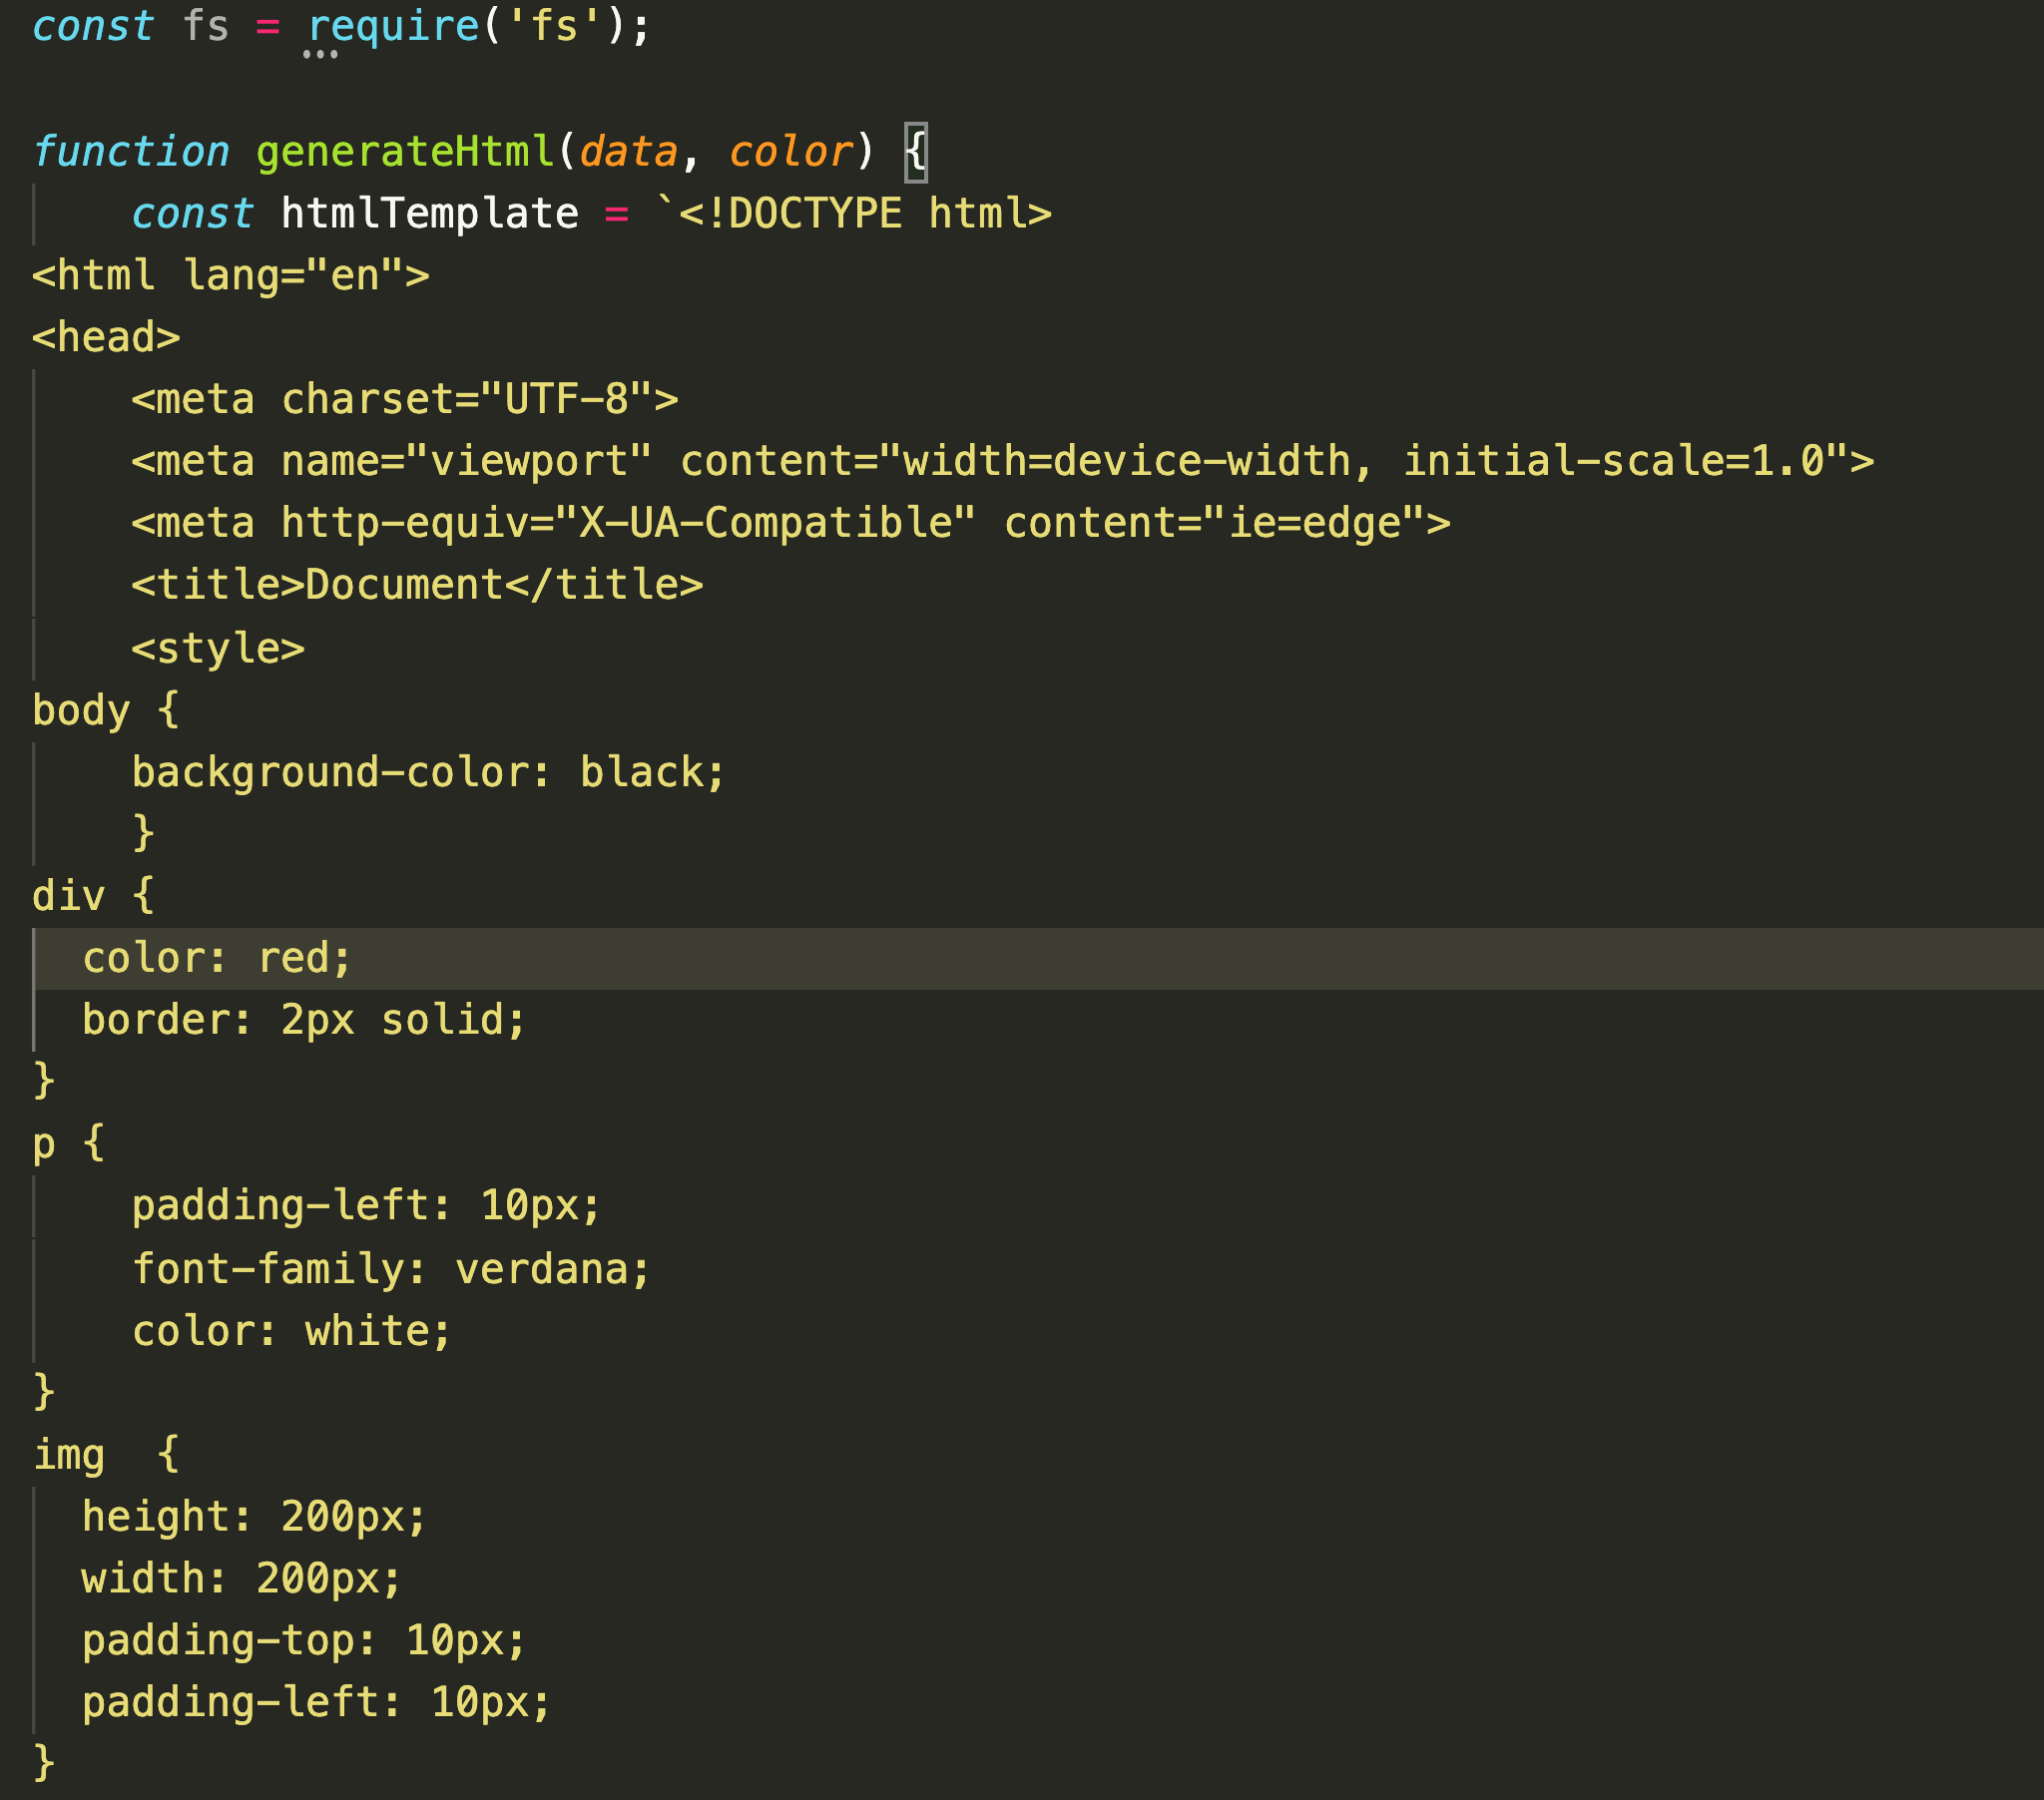 const fs = require('fs');
function generateHtml(data, color) {
    const htmlTemplate = `<!DOCTYPE html>
<html lang="en">
<head>
    <meta charset="UTF-8">
    <meta name="viewport" content="width=device-width, initial-scale=1.0">
    <meta http-equiv="X-UA-Compatible" content="ie=edge">
    <title>Document</title>
    <style>
body {
    background-color: black;
    }
div {
  color: red;
  border: 2px solid;
}
p {
    padding-left: 10px;
    font-family: verdana;
    color: white;
}
img  {
  height: 200px;
  width: 200px;
  padding-top: 10px;
  padding-left: 10px;
}